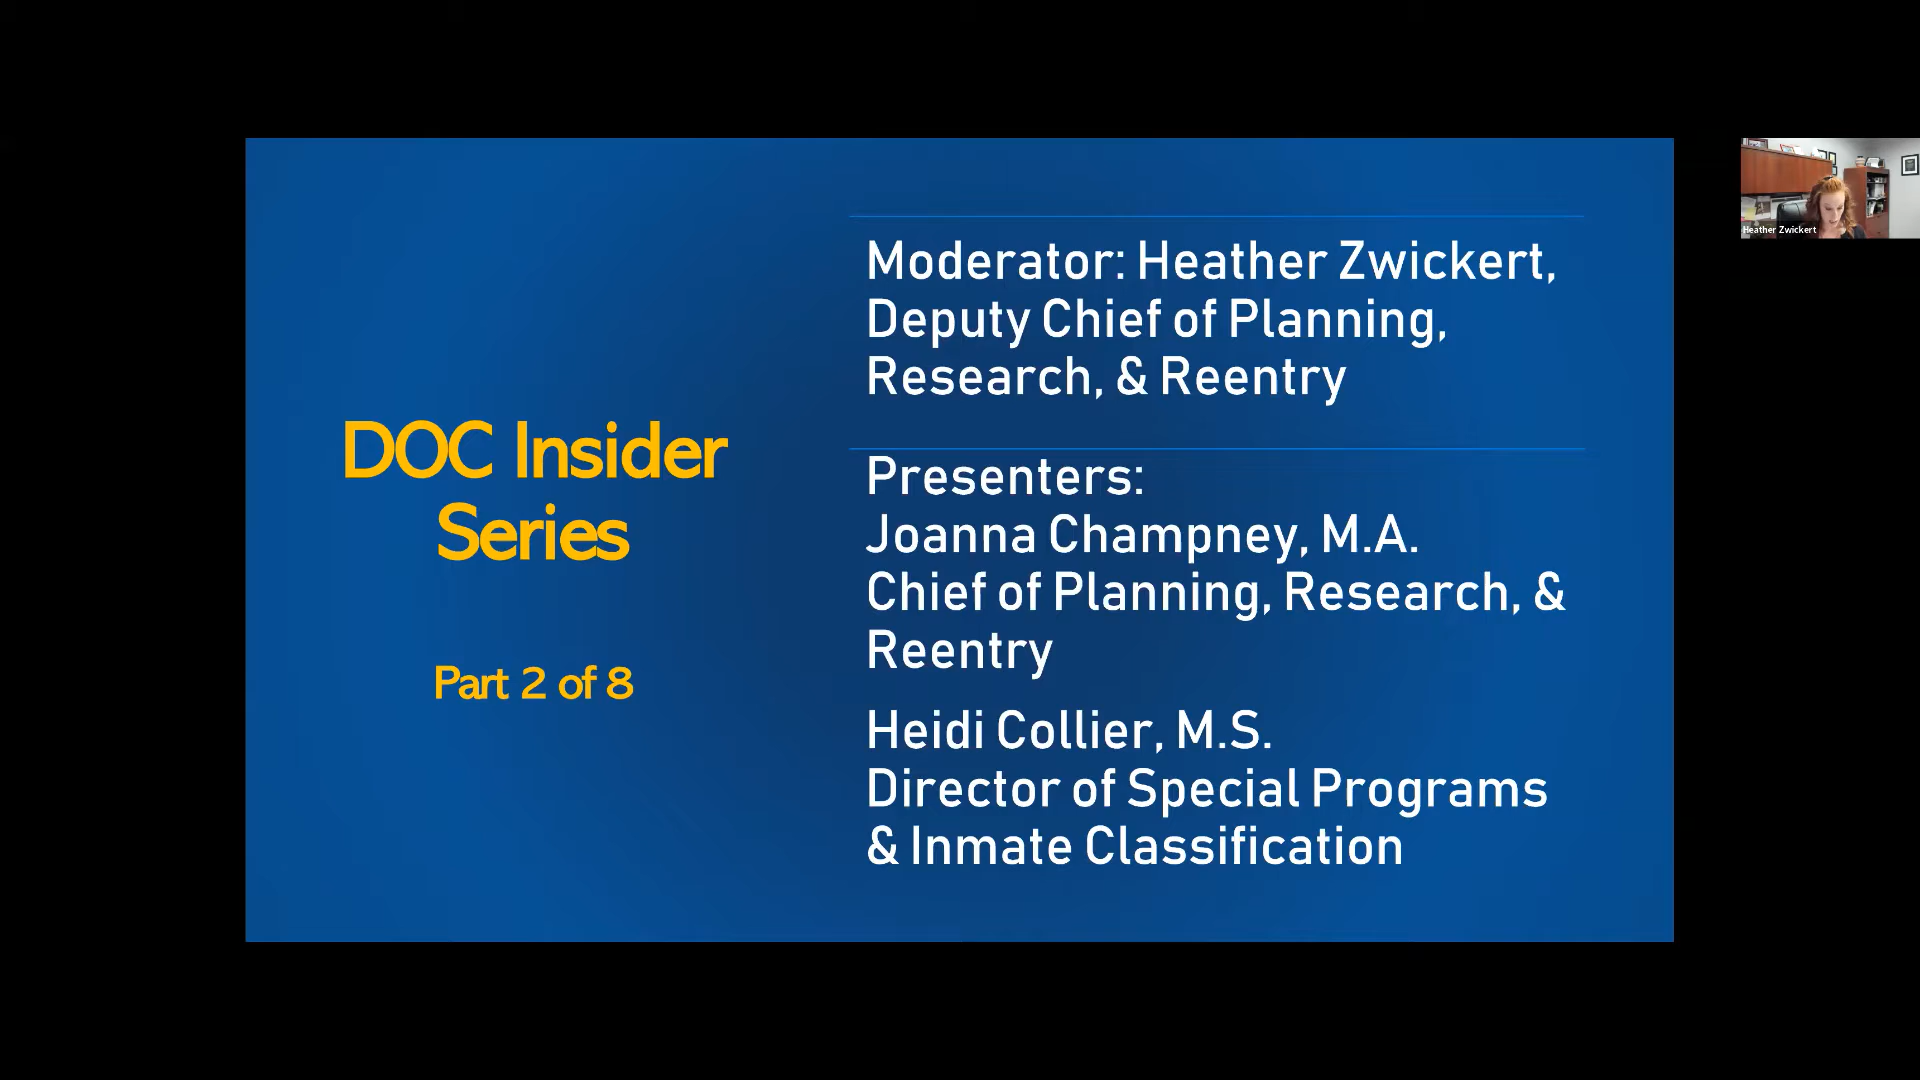 DOC Insider
Series
Part 2 of 8
Moderator: Heather Zwickert,
Deputy Chief of Planning,
Research, & Reentry
Presenters:
Joanna Champney, M.A.
Chief of Planning, Research, &
Reentry
Heidi Collier, M.S.
Director of Special Programs
& Inmate Classification
Heather Zwickert